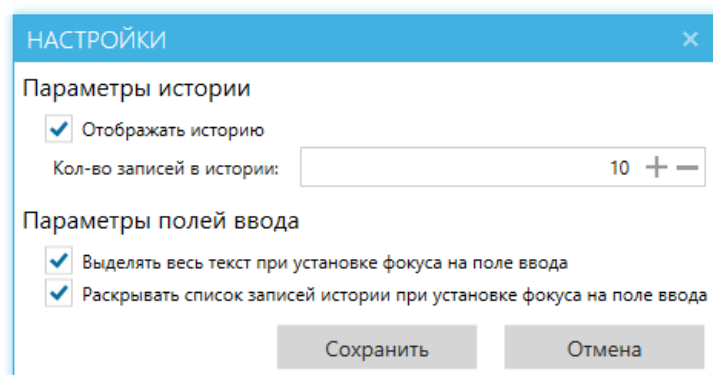 НАСТРОЙКИ
Параметры истории
Отображать историю
Кол-во записей в истории: 10
Параметры полей ввода
Выделять весь текст при установке фокуса на поле ввода
Раскрывать список записей истории при установке фокуса на поле ввода
Сохранить Отмена